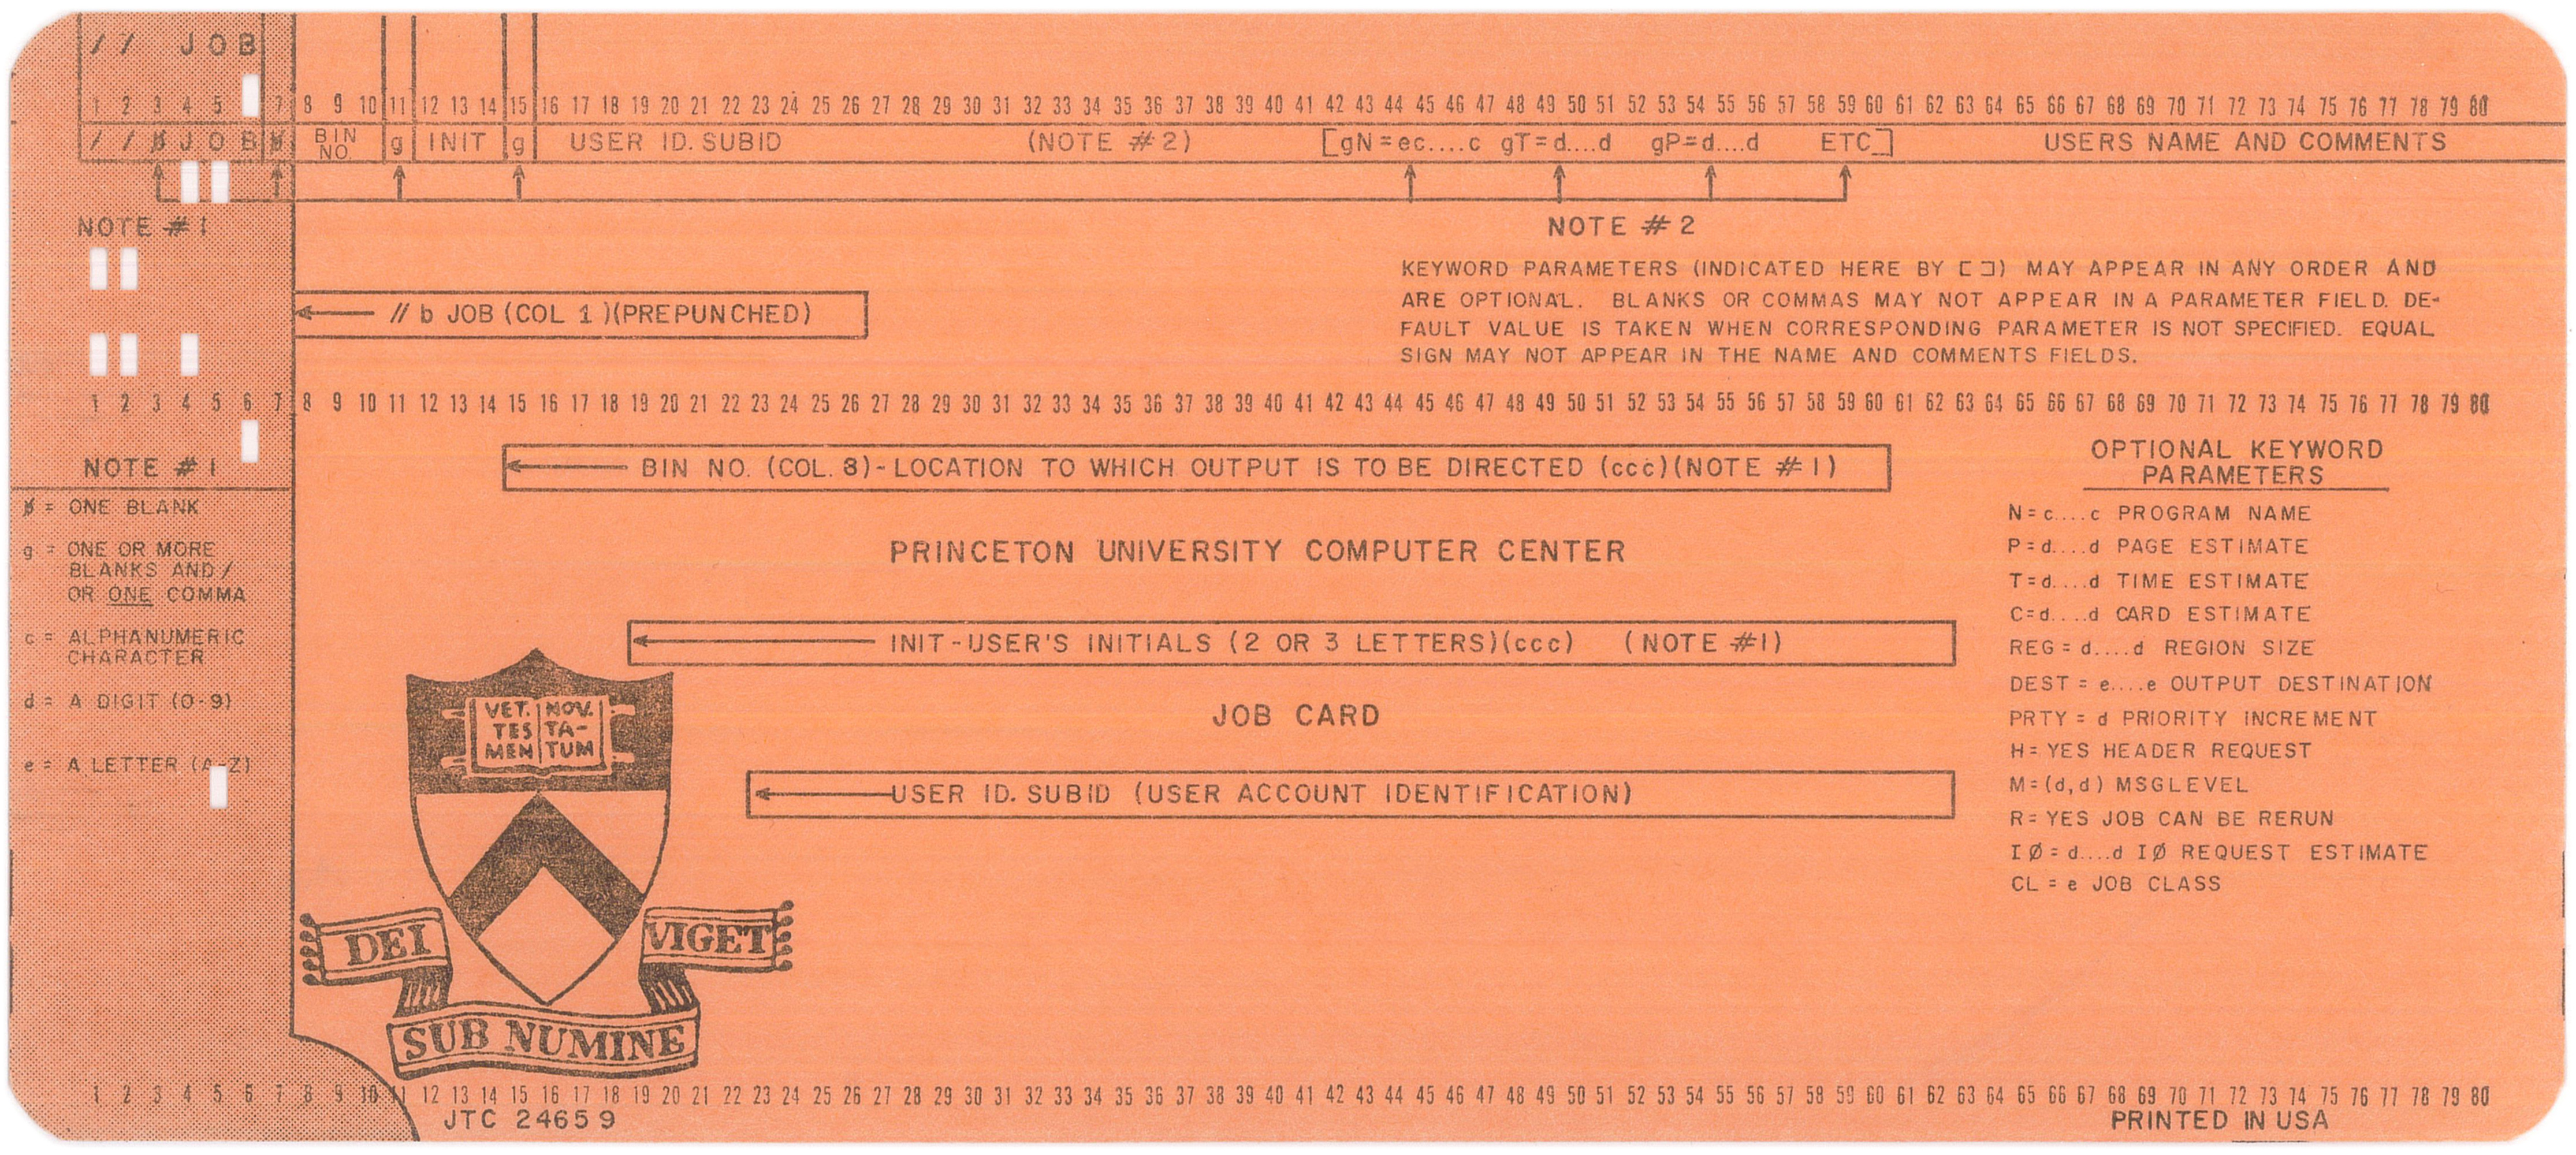 // JOB
1 2 3 4 5 7 8 9 10 11 12 13 14 15 16 17 18 19 20 21 22 23 24 25 26 27 28 29 30 31 32 33 34 35 36 37 38 39 40 41 42 43 44 45 46 47 48 49 50 51 52 53 54 55 56 57 58 59 60 61 62 63 64 65 66 67 68 69 70 71 72 73 74 75 76 77 78 79 80
//b̸JOBb̸ BIN NO. g INIT g USER ID. SUBID (NOTE #2) [gN=ec....c gT=d....d gP=d....d ETC] USERS NAME AND COMMENTS
NOTE #1
NOTE #2
KEYWORD PARAMETERS (INDICATED HERE BY [ ]) MAY APPEAR IN ANY ORDER AND
ARE OPTIONAL. BLANKS OR COMMAS MAY NOT APPEAR IN A PARAMETER FIELD. DE-
FAULT VALUE IS TAKEN WHEN CORRESPONDING PARAMETER IS NOT SPECIFIED. EQUAL
SIGN MAY NOT APPEAR IN THE NAME AND COMMENTS FIELDS.
// b JOB (COL 1)(PREPUNCHED)
1 2 3 4 5 6 7 8 9 10 11 12 13 14 15 16 17 18 19 20 21 22 23 24 25 26 27 28 29 30 31 32 33 34 35 36 37 38 39 40 41 42 43 44 45 46 47 48 49 50 51 52 53 54 55 56 57 58 59 60 61 62 63 64 65 66 67 68 69 70 71 72 73 74 75 76 77 78 79 80
NOTE #1
b̸ = ONE BLANK
g = ONE OR MORE
BLANKS AND/
OR ONE COMMA
c = ALPHANUMERIC
CHARACTER
d = A DIGIT (0-9)
e = A LETTER (A-Z)
BIN NO. (COL. 8)-LOCATION TO WHICH OUTPUT IS TO BE DIRECTED (ccc)(NOTE #1)
PRINCETON UNIVERSITY COMPUTER CENTER
INIT-USER'S INITIALS (2 OR 3 LETTERS)(ccc) (NOTE #1)
JOB CARD
USER ID. SUBID (USER ACCOUNT IDENTIFICATION)
OPTIONAL KEYWORD
PARAMETERS
N=c....c PROGRAM NAME
P=d....d PAGE ESTIMATE
T=d....d TIME ESTIMATE
C=d....d CARD ESTIMATE
REG=d....d REGION SIZE
DEST=e....e OUTPUT DESTINATION
PRTY=d PRIORITY INCREMENT
H=YES HEADER REQUEST
M=(d,d) MSGLEVEL
R=YES JOB CAN BE RERUN
IØ=d....d IØ REQUEST ESTIMATE
CL=e JOB CLASS
VET. NOV.
TES TA-
MEN TUM
DEI VIGET
SUB NUMINE
1 2 3 4 5 6 7 8 9 10 11 12 13 14 15 16 17 18 19 20 21 22 23 24 25 26 27 28 29 30 31 32 33 34 35 36 37 38 39 40 41 42 43 44 45 46 47 48 49 50 51 52 53 54 55 56 57 58 59 60 61 62 63 64 65 66 67 68 69 70 71 72 73 74 75 76 77 78 79 80
JTC 24659
PRINTED IN USA